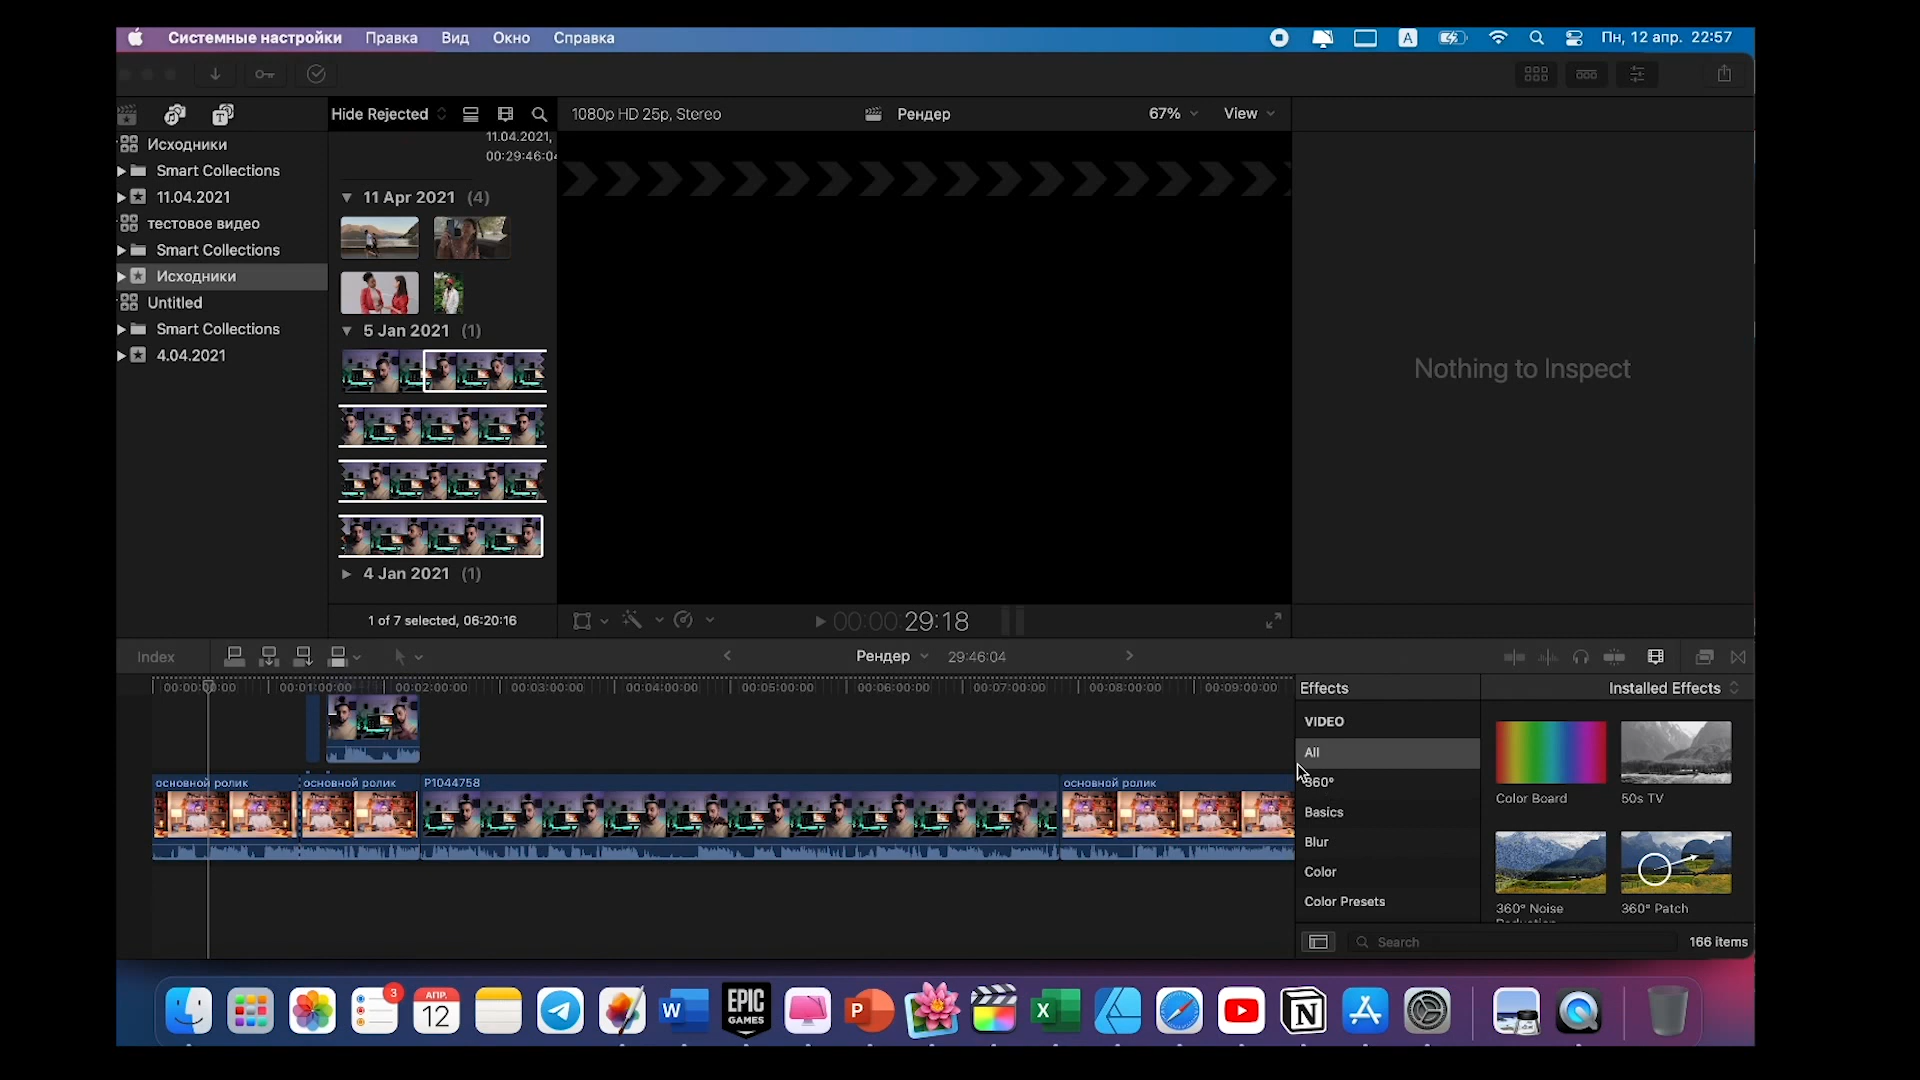 Системные настройки Правка Вид Окно Справка
A
Пн, 12 апр. 22:57
Hide Rejected
1080p HD 25p, Stereo
Рендер
67%
View
T
Исходники
Smart Collections
11.04.2021
тестовое видео
Smart Collections
Исходники
Untitled
Smart Collections
4.04.2021
11.04.2021,
00:29:46:04
11 Apr 2021 (4)
5 Jan 2021 (1)
4 Jan 2021 (1)
1 of 7 selected, 06:20:16
Nothing to Inspect
00:00:29:18
Index
Рендер
29:46:04
00:00:00:00 00:01:00:00 00:02:00:00 00:03:00:00 00:04:00:00 00:05:00:00 00:06:00:00 00:07:00:00 00:08:00:00 00:09:00:00
основной ролик
основной ролик
P1044758
основной ролик
Effects
Installed Effects
VIDEO
All
360°
Basics
Blur
Color
Color Presets
Color Board
50s TV
360° Noise
360° Patch
Search
166 items
3
АПР.
12
W
EPIC
GAMES
P
X
N